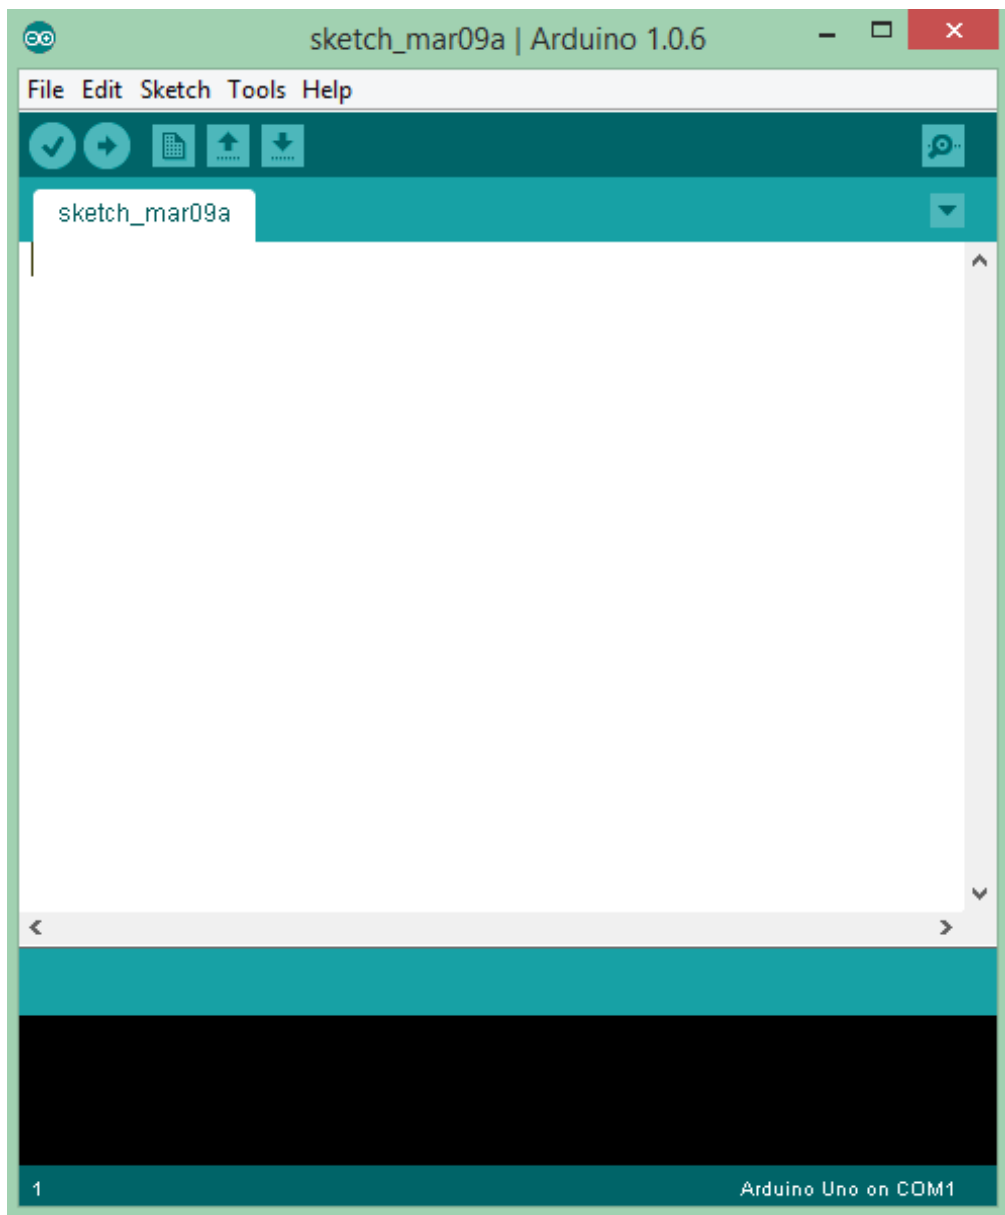 sketch_mar09a | Arduino 1.0.6
File Edit Sketch Tools Help
sketch_mar09a
1 Arduino Uno on COM1